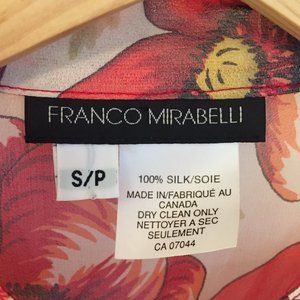 FRANCO MIRABELLI
S/P
100% SILK/SOIE
MADE IN/FABRIQUÉ AU
CANADA
DRY CLEAN ONLY
NETTOYER A SEC
SEULEMENT
CA 07044